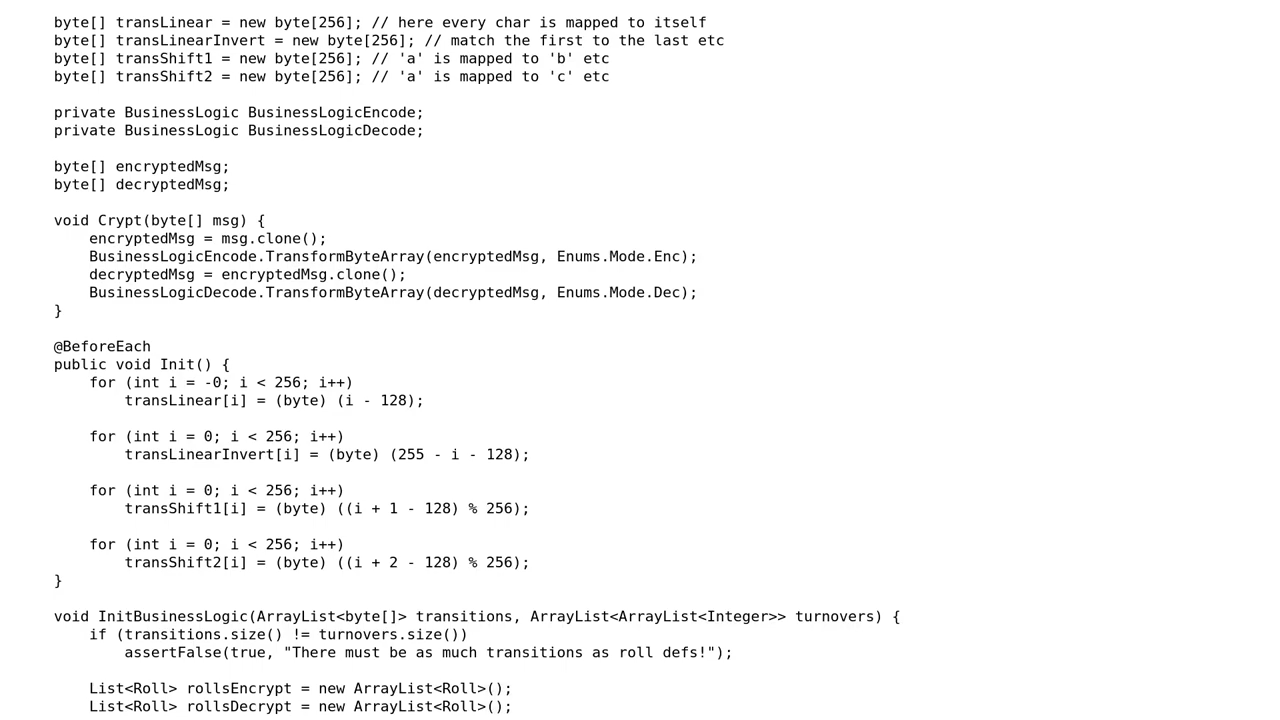 byte[] transLinear = new byte[256]; // here every char is mapped to itself
byte[] transLinearInvert = new byte[256]; // match the first to the last etc
byte[] transShift1 = new byte[256]; // 'a' is mapped to 'b' etc
byte[] transShift2 = new byte[256]; // 'a' is mapped to 'c' etc

private BusinessLogic BusinessLogicEncode;
private BusinessLogic BusinessLogicDecode;

byte[] encryptedMsg;
byte[] decryptedMsg;

void Crypt(byte[] msg) {
    encryptedMsg = msg.clone();
    BusinessLogicEncode.TransformByteArray(encryptedMsg, Enums.Mode.Enc);
    decryptedMsg = encryptedMsg.clone();
    BusinessLogicDecode.TransformByteArray(decryptedMsg, Enums.Mode.Dec);
}

@BeforeEach
public void Init() {
    for (int i = -0; i < 256; i++)
        transLinear[i] = (byte) (i - 128);

    for (int i = 0; i < 256; i++)
        transLinearInvert[i] = (byte) (255 - i - 128);

    for (int i = 0; i < 256; i++)
        transShift1[i] = (byte) ((i + 1 - 128) % 256);

    for (int i = 0; i < 256; i++)
        transShift2[i] = (byte) ((i + 2 - 128) % 256);
}

void InitBusinessLogic(ArrayList<byte[]> transitions, ArrayList<ArrayList<Integer>> turnovers) {
    if (transitions.size() != turnovers.size())
        assertFalse(true, "There must be as much transitions as roll defs!");

    List<Roll> rollsEncrypt = new ArrayList<Roll>();
    List<Roll> rollsDecrypt = new ArrayList<Roll>();